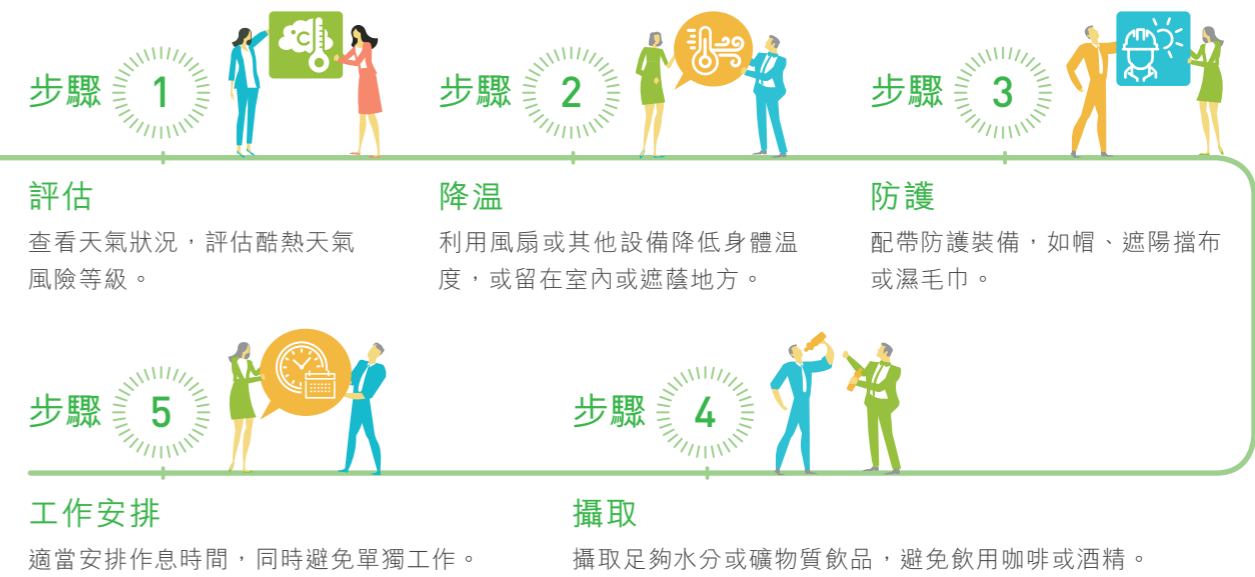 步驟 1
評估
查看天氣狀況，評估酷熱天氣
風險等級。
步驟 2
降温
利用風扇或其他設備降低身體温
度，或留在室內或遮蔭地方。
步驟 3
防護
配帶防護裝備，如帽、遮陽擋布
或濕毛巾。
步驟 4
攝取
攝取足夠水分或礦物質飲品，避免飲用咖啡或酒精。
步驟 5
工作安排
適當安排作息時間，同時避免單獨工作。